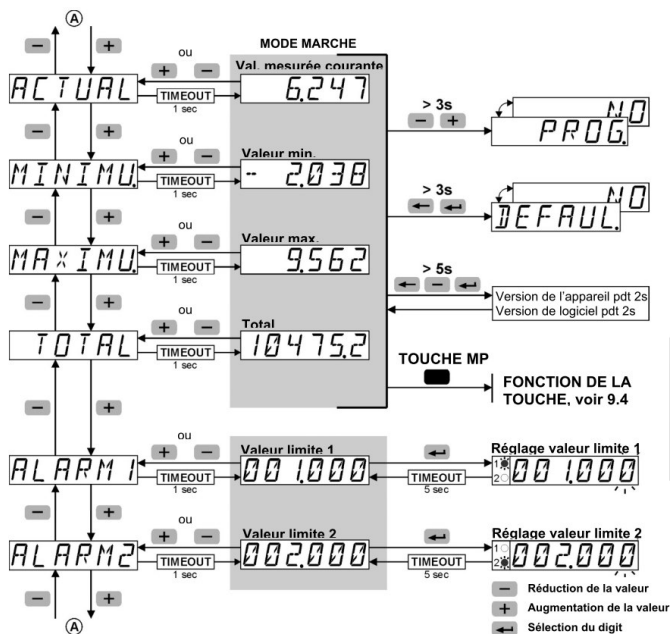 A
− +
ou
MODE MARCHE
+ −
Val. mesurée courante
ACTUAL
TIMEOUT
1 sec
6.247
> 3s
− +
NO
PROG.
− +
ou
+ −
Valeur min.
MINIMU.
TIMEOUT
1 sec
- 2.038
> 3s
← ↵
NO
DEFAUL.
− +
ou
+ −
Valeur max.
MAXIMU.
TIMEOUT
1 sec
9.562
> 5s
← − ↵
Version de l'appareil pdt 2s
Version de logiciel pdt 2s
− +
ou
+ −
Total
TOTAL
TIMEOUT
1 sec
10475.2
TOUCHE MP
FONCTION DE LA
TOUCHE, voir 9.4
− +
ou
+ −
Valeur limite 1
ALARM1
TIMEOUT
1 sec
001.000
↵
TIMEOUT
5 sec
Réglage valeur limite 1
1
2
001.000
− +
ou
+ −
Valeur limite 2
ALARM2
TIMEOUT
1 sec
002.000
↵
TIMEOUT
5 sec
Réglage valeur limite 2
1
2
002.000
− +
A
− Réduction de la valeur
+ Augmentation de la valeur
↵ Sélection du digit